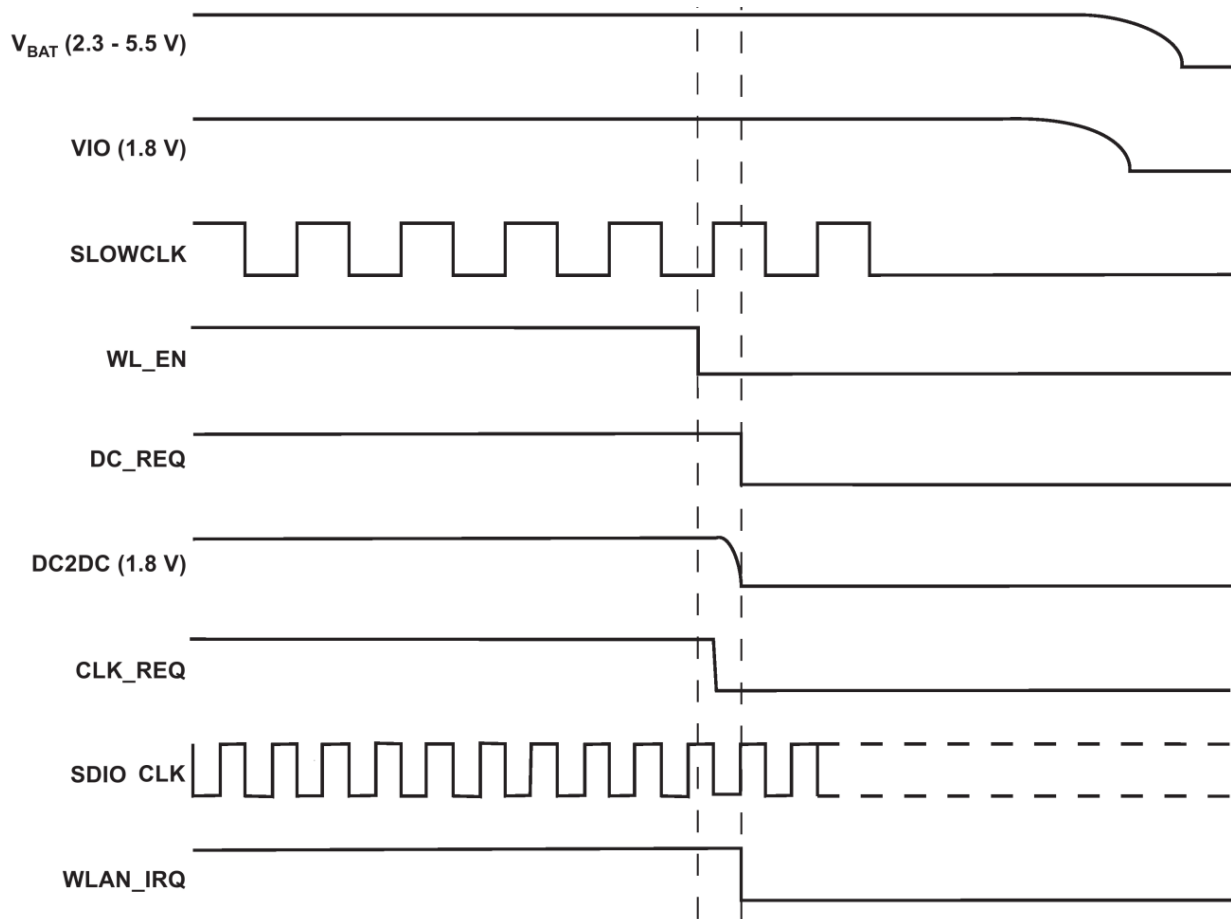 V_BAT (2.3 - 5.5 V)
VIO (1.8 V)
SLOWCLK
WL_EN
DC_REQ
DC2DC (1.8 V)
CLK_REQ
SDIO CLK
WLAN_IRQ